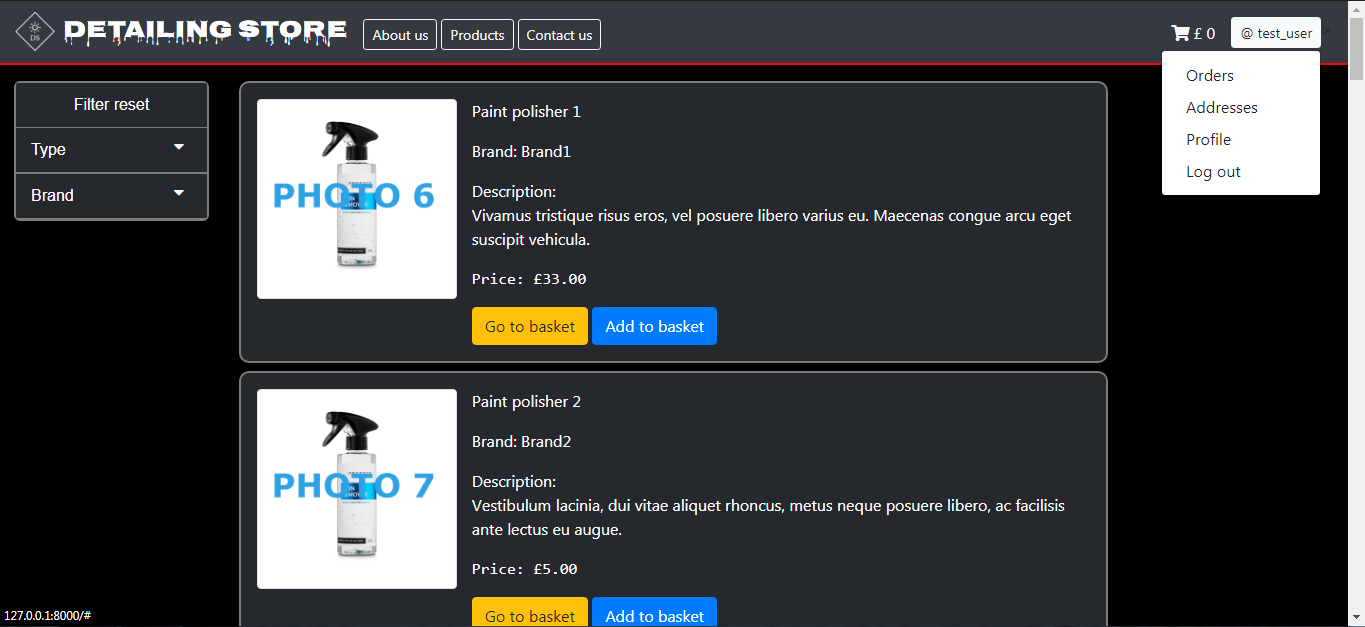 DS
DETAILING STORE
About us
Products
Contact us
£ 0
@ test_user
Orders
Addresses
Profile
Log out
Filter reset
Type
Brand
PHOTO 6
Paint polisher 1
Brand: Brand1
Description:
Vivamus tristique risus eros, vel posuere libero varius eu. Maecenas congue arcu eget
suscipit vehicula.
Price: £33.00
Go to basket
Add to basket
PHOTO 7
Paint polisher 2
Brand: Brand2
Description:
Vestibulum lacinia, dui vitae aliquet rhoncus, metus neque posuere libero, ac facilisis
ante lectus eu augue.
Price: £5.00
Go to basket
Add to basket
127.0.0.1:8000/#